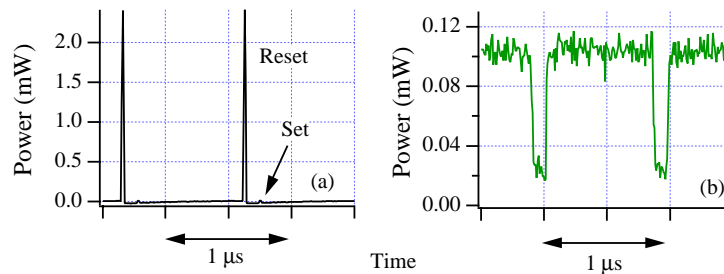 Power (mW)
2.0
1.5
1.0
0.5
0.0
Reset
Set
(a)
1 μs
Power (mW)
0.12
0.08
0.04
0.00
(b)
1 μs
Time